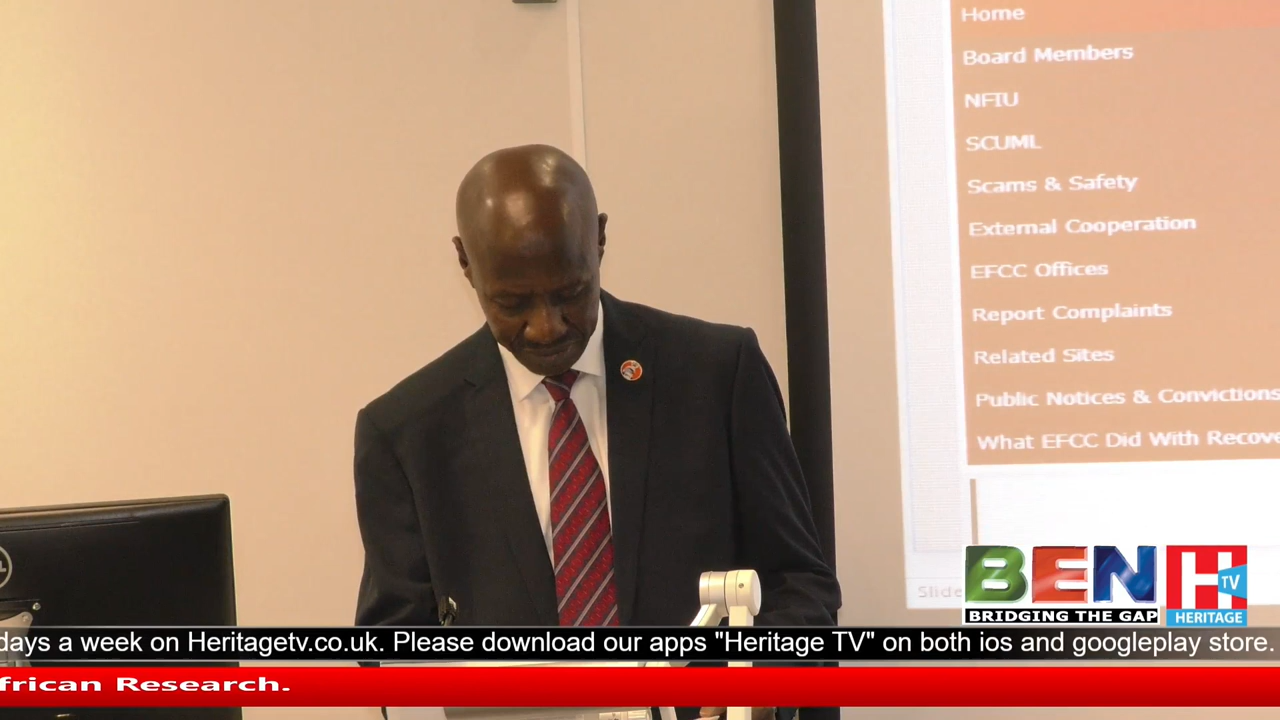 Home
Board Members
NFIU
SCUML
Scams & Safety
External Cooperation
EFCC Offices
Report Complaints
Related Sites
Public Notices & Convictions
What EFCC Did With Recove
Slide
BEN
BRIDGING THE GAP
H TV
HERITAGE
days a week on Heritagetv.co.uk. Please download our apps "Heritage TV" on both ios and googleplay store.
frican Research.